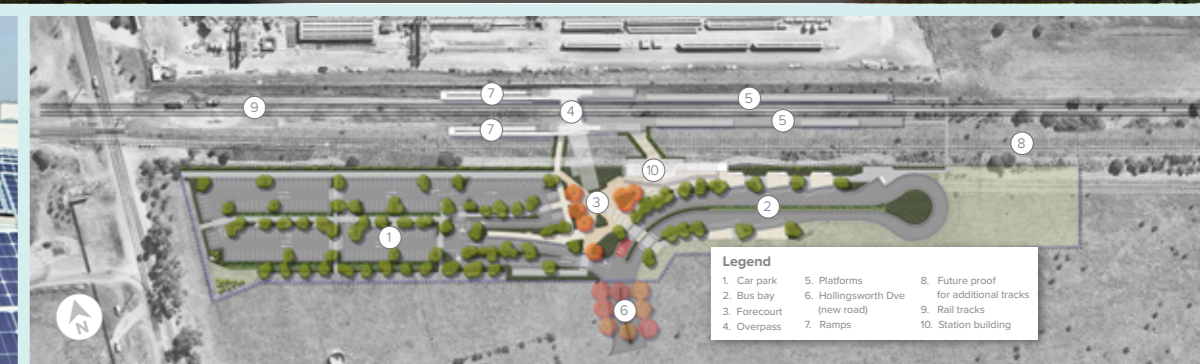 7
5
9
4
5
7
8
10
3
2
1
6
N
Legend
1. Car park
2. Bus bay
3. Forecourt
4. Overpass
5. Platforms
6. Hollingsworth Dve
(new road)
7. Ramps
8. Future proof
for additional tracks
9. Rail tracks
10. Station building